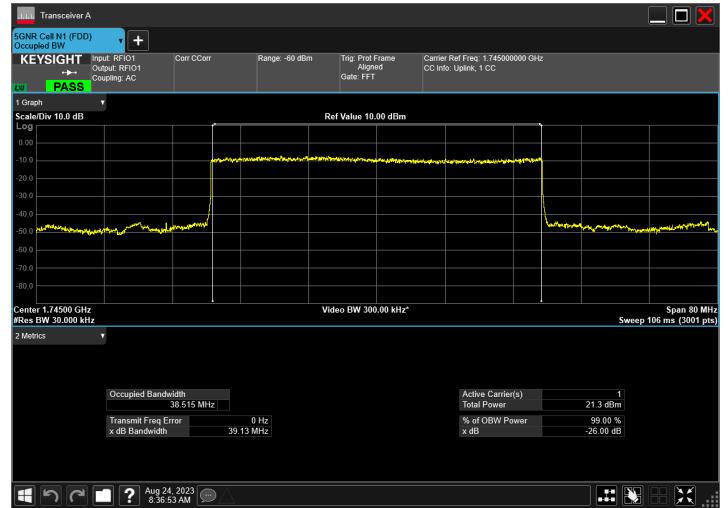 Transceiver A
5GNR Cell N1 (FDD)
Occupied BW
KEYSIGHT
Input: RFIO1
Output: RFIO1
Coupling: AC
Corr CCorr
Range: -60 dBm
Trig: Prot Frame
Aligned
Gate: FFT
Carrier Ref Freq: 1.745000000 GHz
CC Info: Uplink, 1 CC
PASS
1 Graph
Scale/Div 10.0 dB
Ref Value 10.00 dBm
Log
0.00
-10.0
-20.0
-30.0
-40.0
-50.0
-60.0
-70.0
-80.0
Center 1.74500 GHz
Video BW 300.00 kHz*
Span 80 MHz
#Res BW 30.000 kHz
Sweep 106 ms (3001 pts)
2 Metrics
Occupied Bandwidth
38.515 MHz
Transmit Freq Error 0 Hz
x dB Bandwidth 39.13 MHz
Active Carrier(s) 1
Total Power 21.3 dBm
% of OBW Power 99.00 %
x dB -26.00 dB
Aug 24, 2023
8:36:53 AM